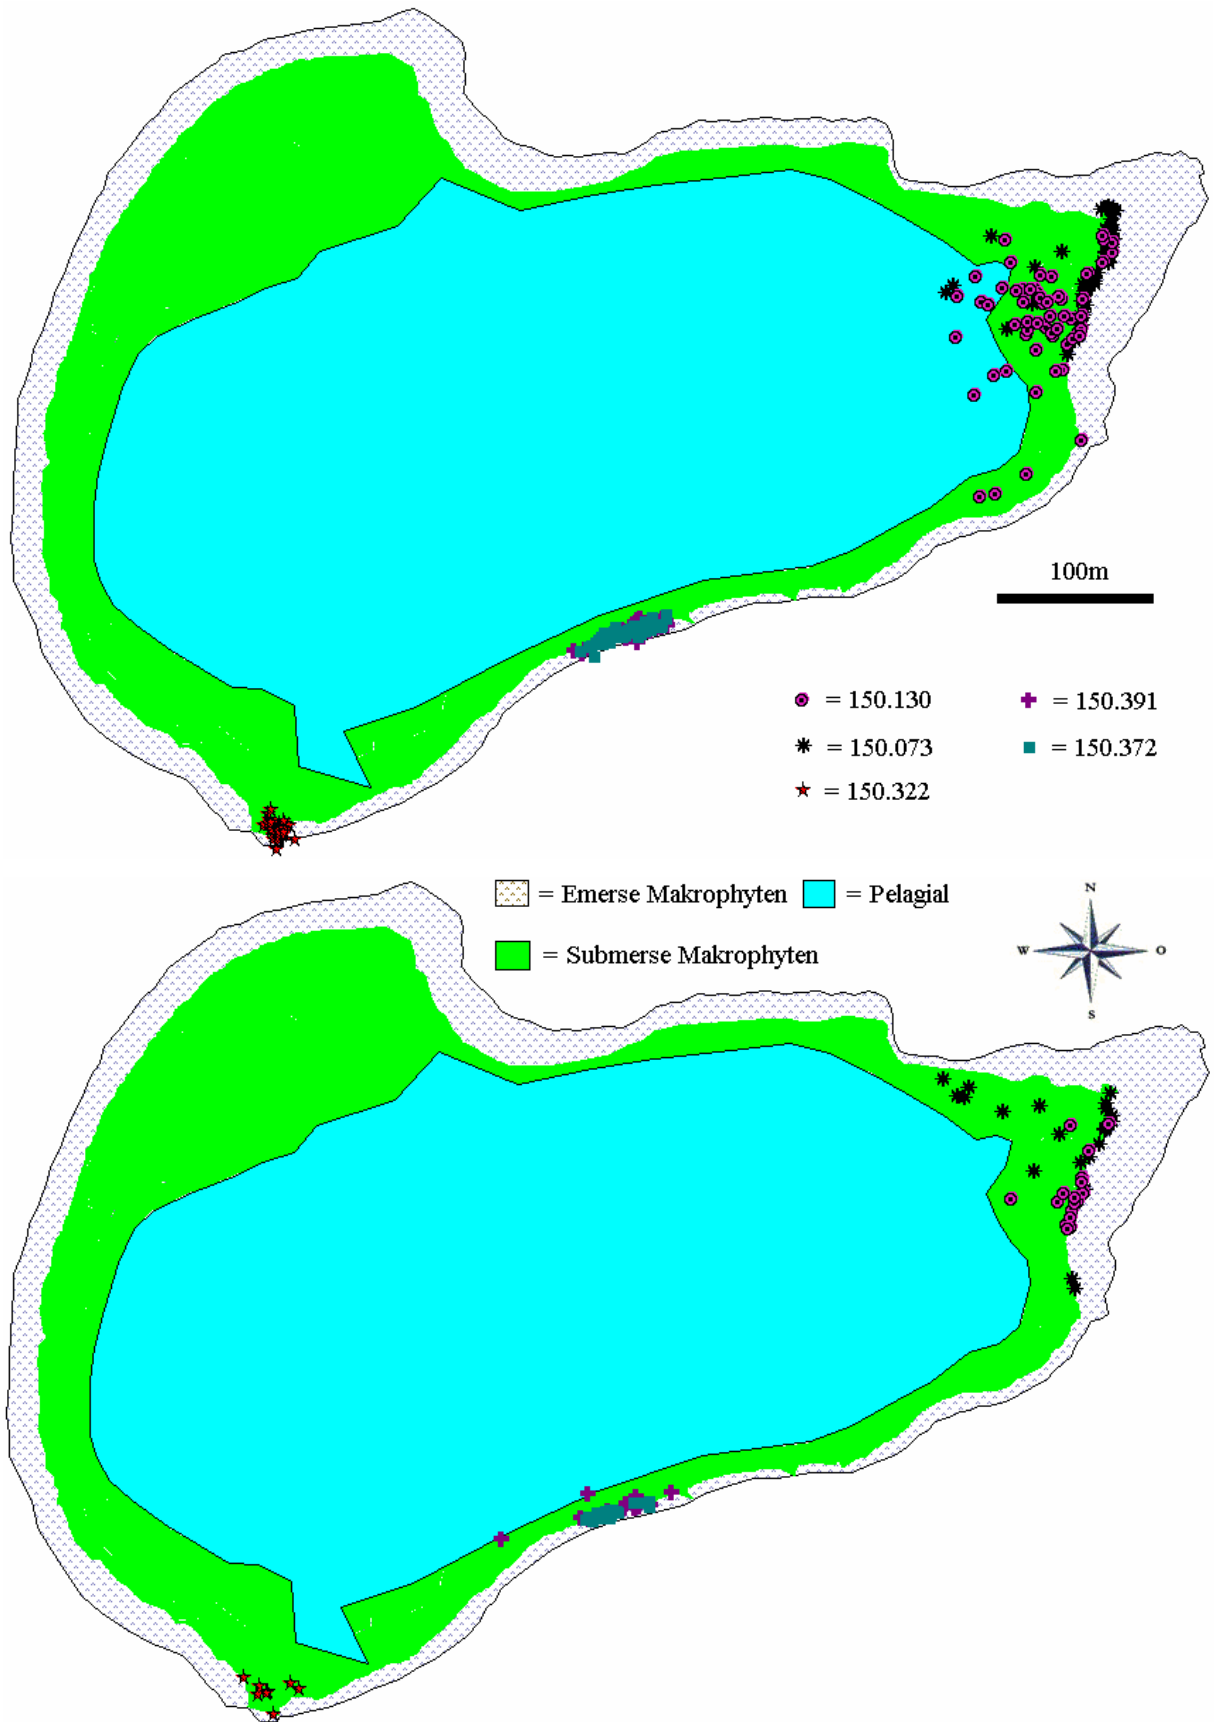 100m
= 150.130
= 150.391
= 150.073
= 150.372
= 150.322
= Emerse Makrophyten
= Pelagial
= Submerse Makrophyten
N
W
O
S